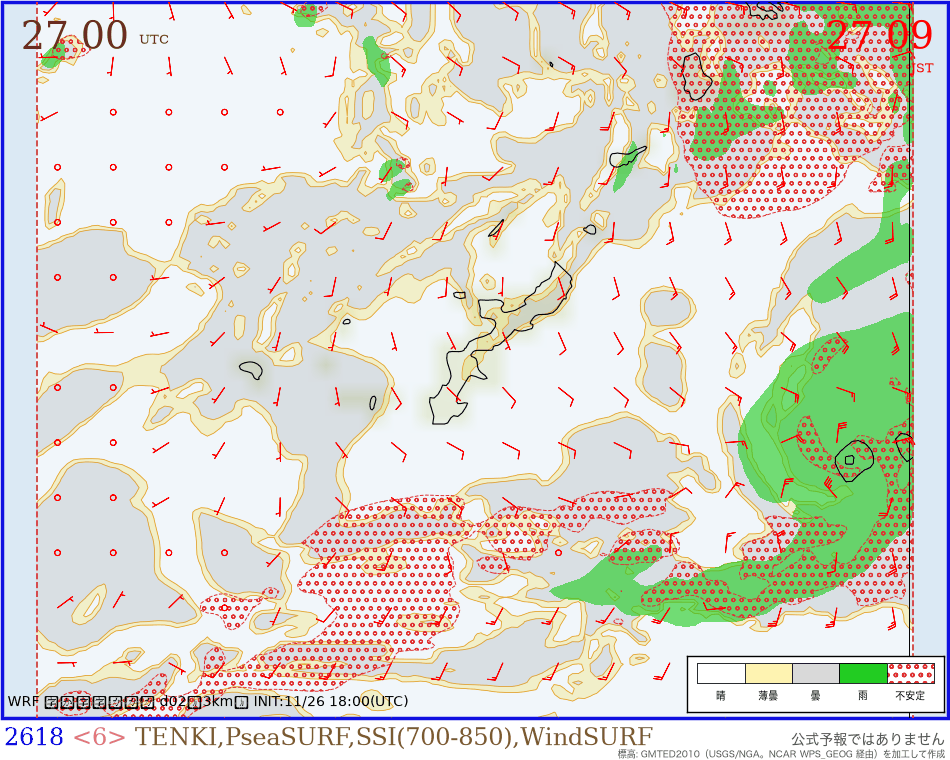 27.00 UTC
27 09
JST
晴 薄曇 曇 雨 不安定
WRF d02 3km INIT:11/26 18:00(UTC)
2618 <6> TENKI,PseaSURF,SSI(700-850),WindSURF
公式予報ではありません
標高: GMTED2010（USGS/NGA。NCAR WPS_GEOG 経由）を加工して作成